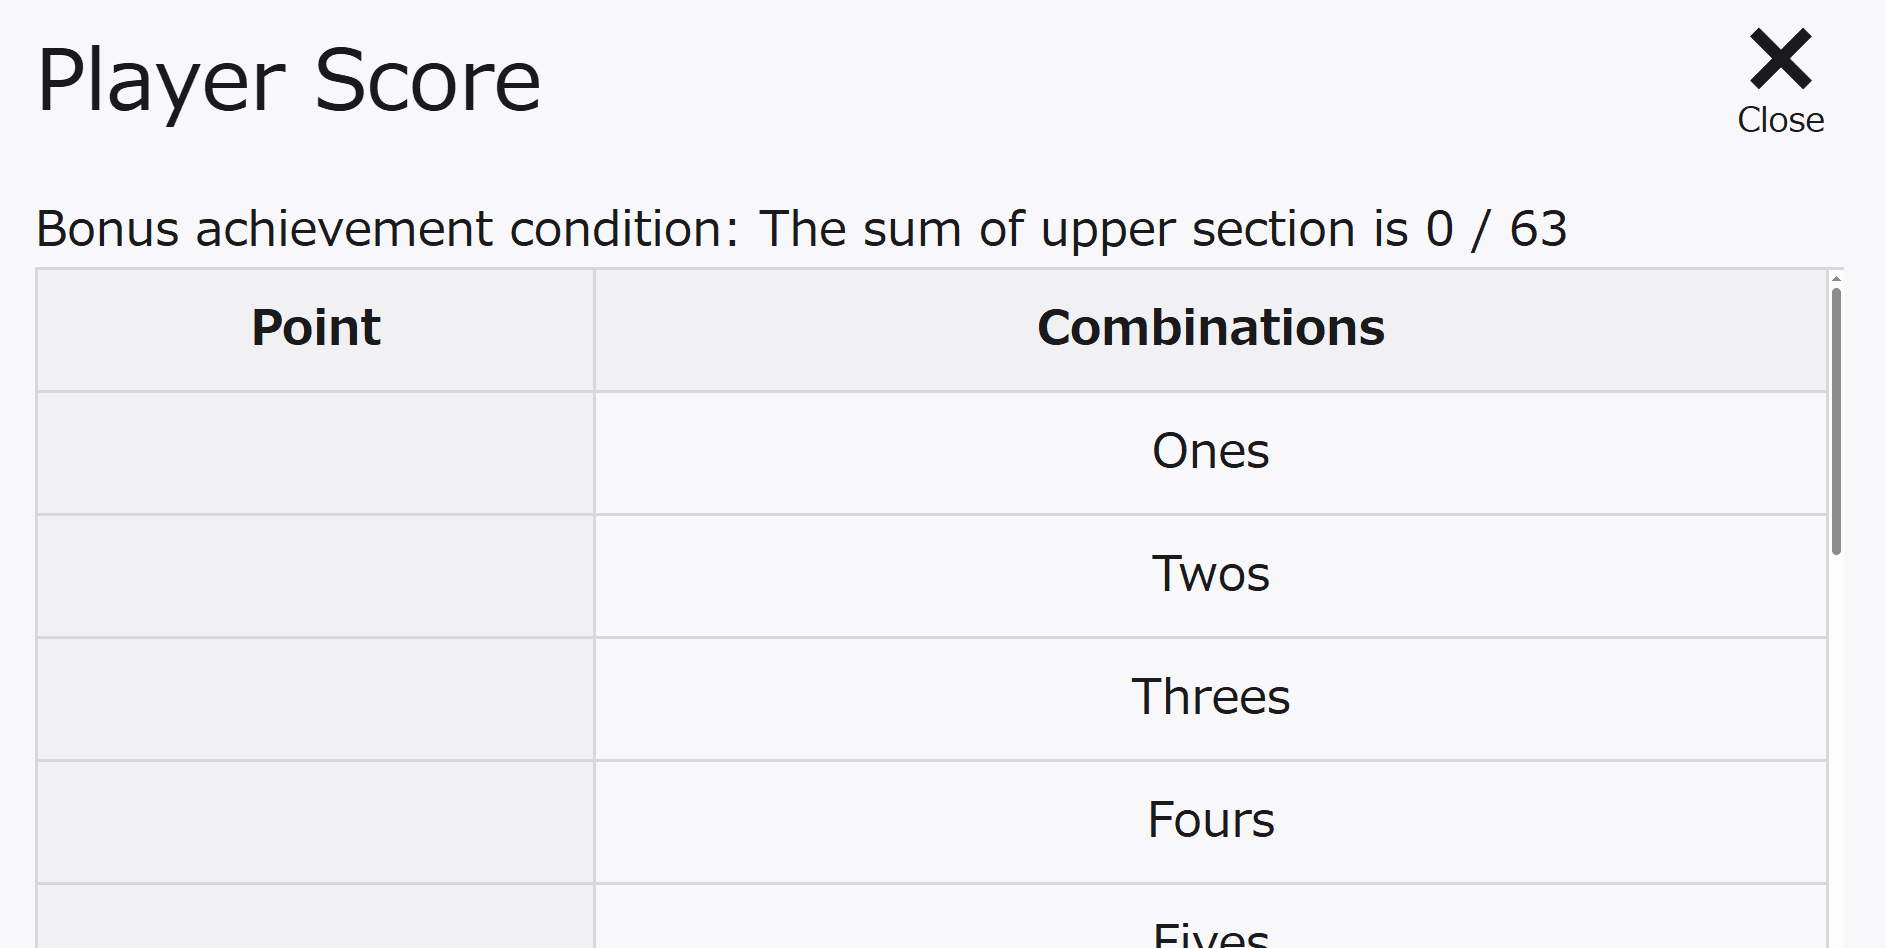 Player Score
Close
Bonus achievement condition: The sum of upper section is 0 / 63
Point Combinations
Ones
Twos
Threes
Fours
Fives